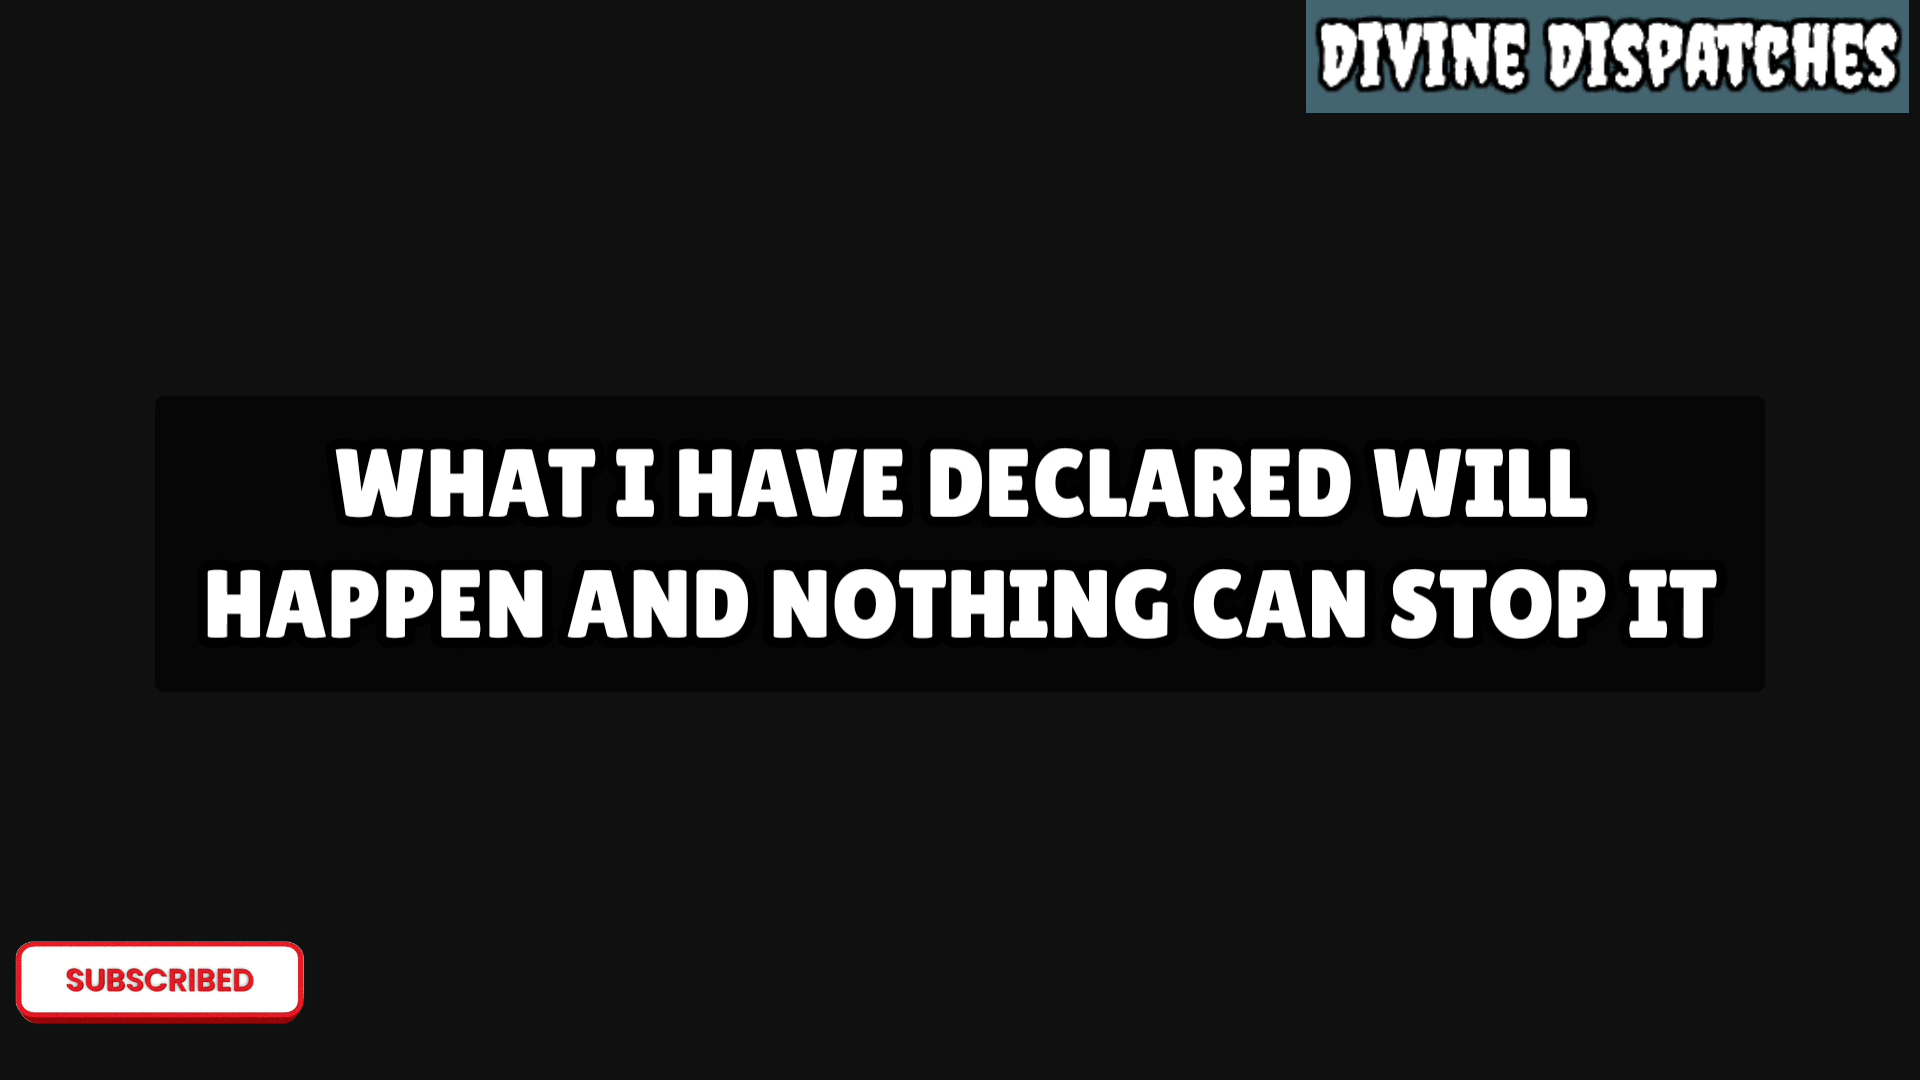 DIVINE DISPATCHES
WHAT I HAVE DECLARED WILL
HAPPEN AND NOTHING CAN STOP IT
SUBSCRIBED